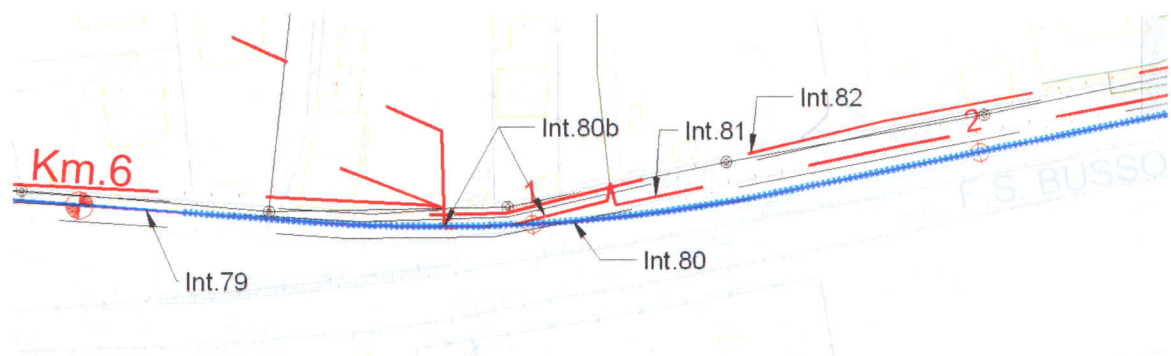 Int.82
Int.80b
Int.81
2
Km.6
1
F.S. BUSSO
Int.80
Int.79